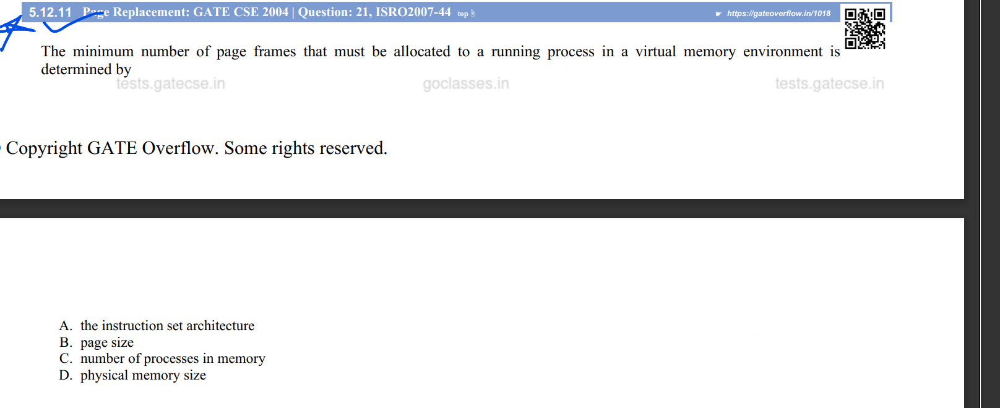 5.12.11 Page Replacement: GATE CSE 2004 | Question: 21, ISRO2007-44 top
https://gateoverflow.in/1018
The minimum number of page frames that must be allocated to a running process in a virtual memory environment is
determined by
tests.gatecse.in goclasses.in tests.gatecse.in
Copyright GATE Overflow. Some rights reserved.
A. the instruction set architecture
B. page size
C. number of processes in memory
D. physical memory size